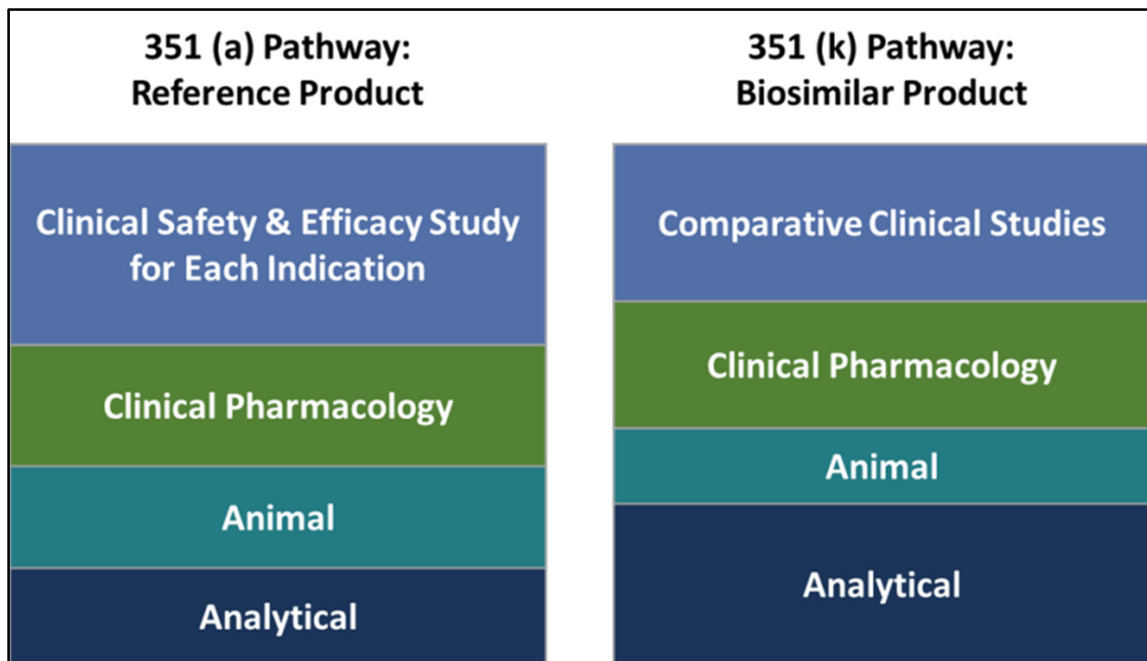 351 (a) Pathway:
Reference Product
Clinical Safety & Efficacy Study
for Each Indication
Clinical Pharmacology
Animal
Analytical
351 (k) Pathway:
Biosimilar Product
Comparative Clinical Studies
Clinical Pharmacology
Animal
Analytical